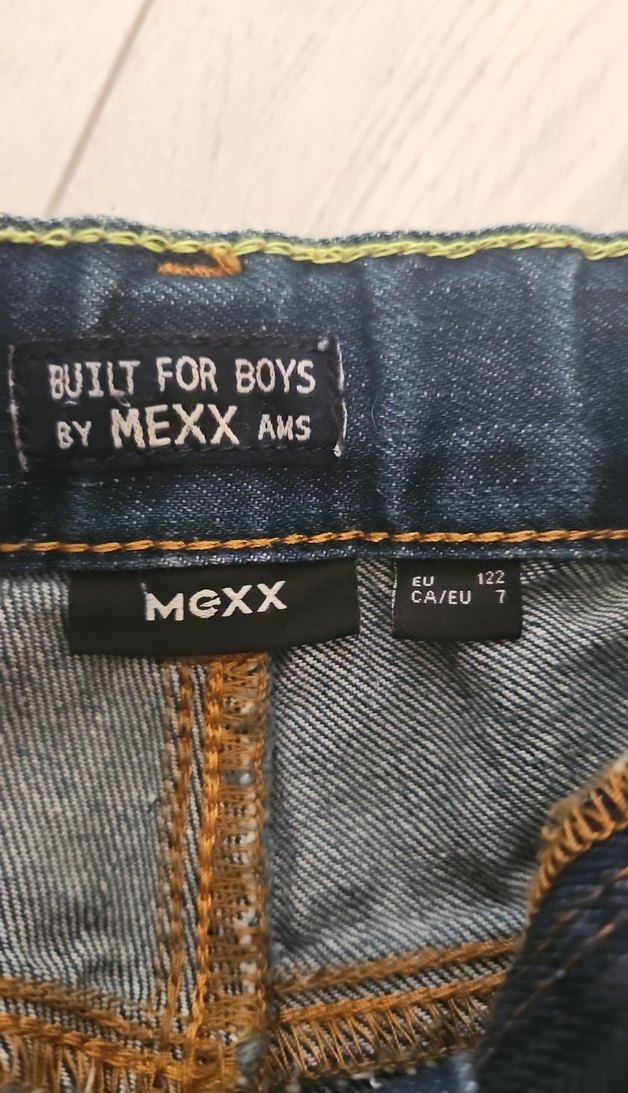 BUILT FOR BOYS
BY MEXX AMS
MEXX
EU 122
CA/EU 7